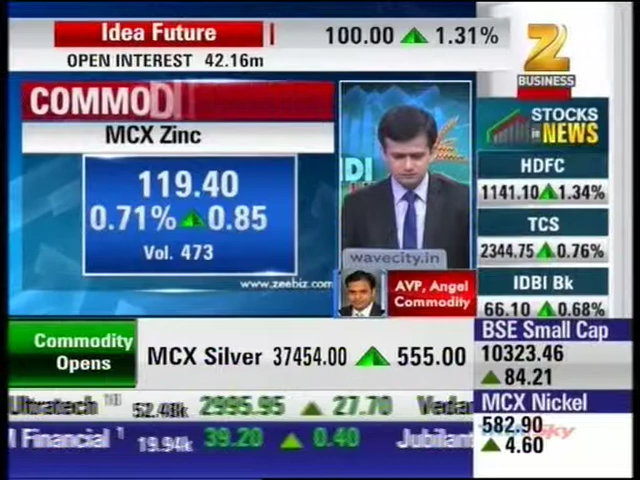 Idea Future
100.00 1.31%
OPEN INTEREST 42.16m
Z
BUSINESS
COMMODI
MCX Zinc
119.40
0.71% 0.85
Vol. 473
www.zeebiz.com
wavecity.in
AVP, Angel
Commodity
STOCKS
in NEWS
HDFC
1141.10 1.34%
TCS
2344.75 0.76%
IDBI Bk
66.10 0.68%
Commodity
Opens
MCX Silver 37454.00 555.00
BSE Small Cap
10323.46
84.21
MCX Nickel
582.90
4.60
Ultratech 52.48k 2995.95 27.70 Vedan
M Financial 19.94k 39.20 0.40 Jubilant